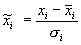 x̃ᵢ = (xᵢ − x̄ᵢ) / σᵢ